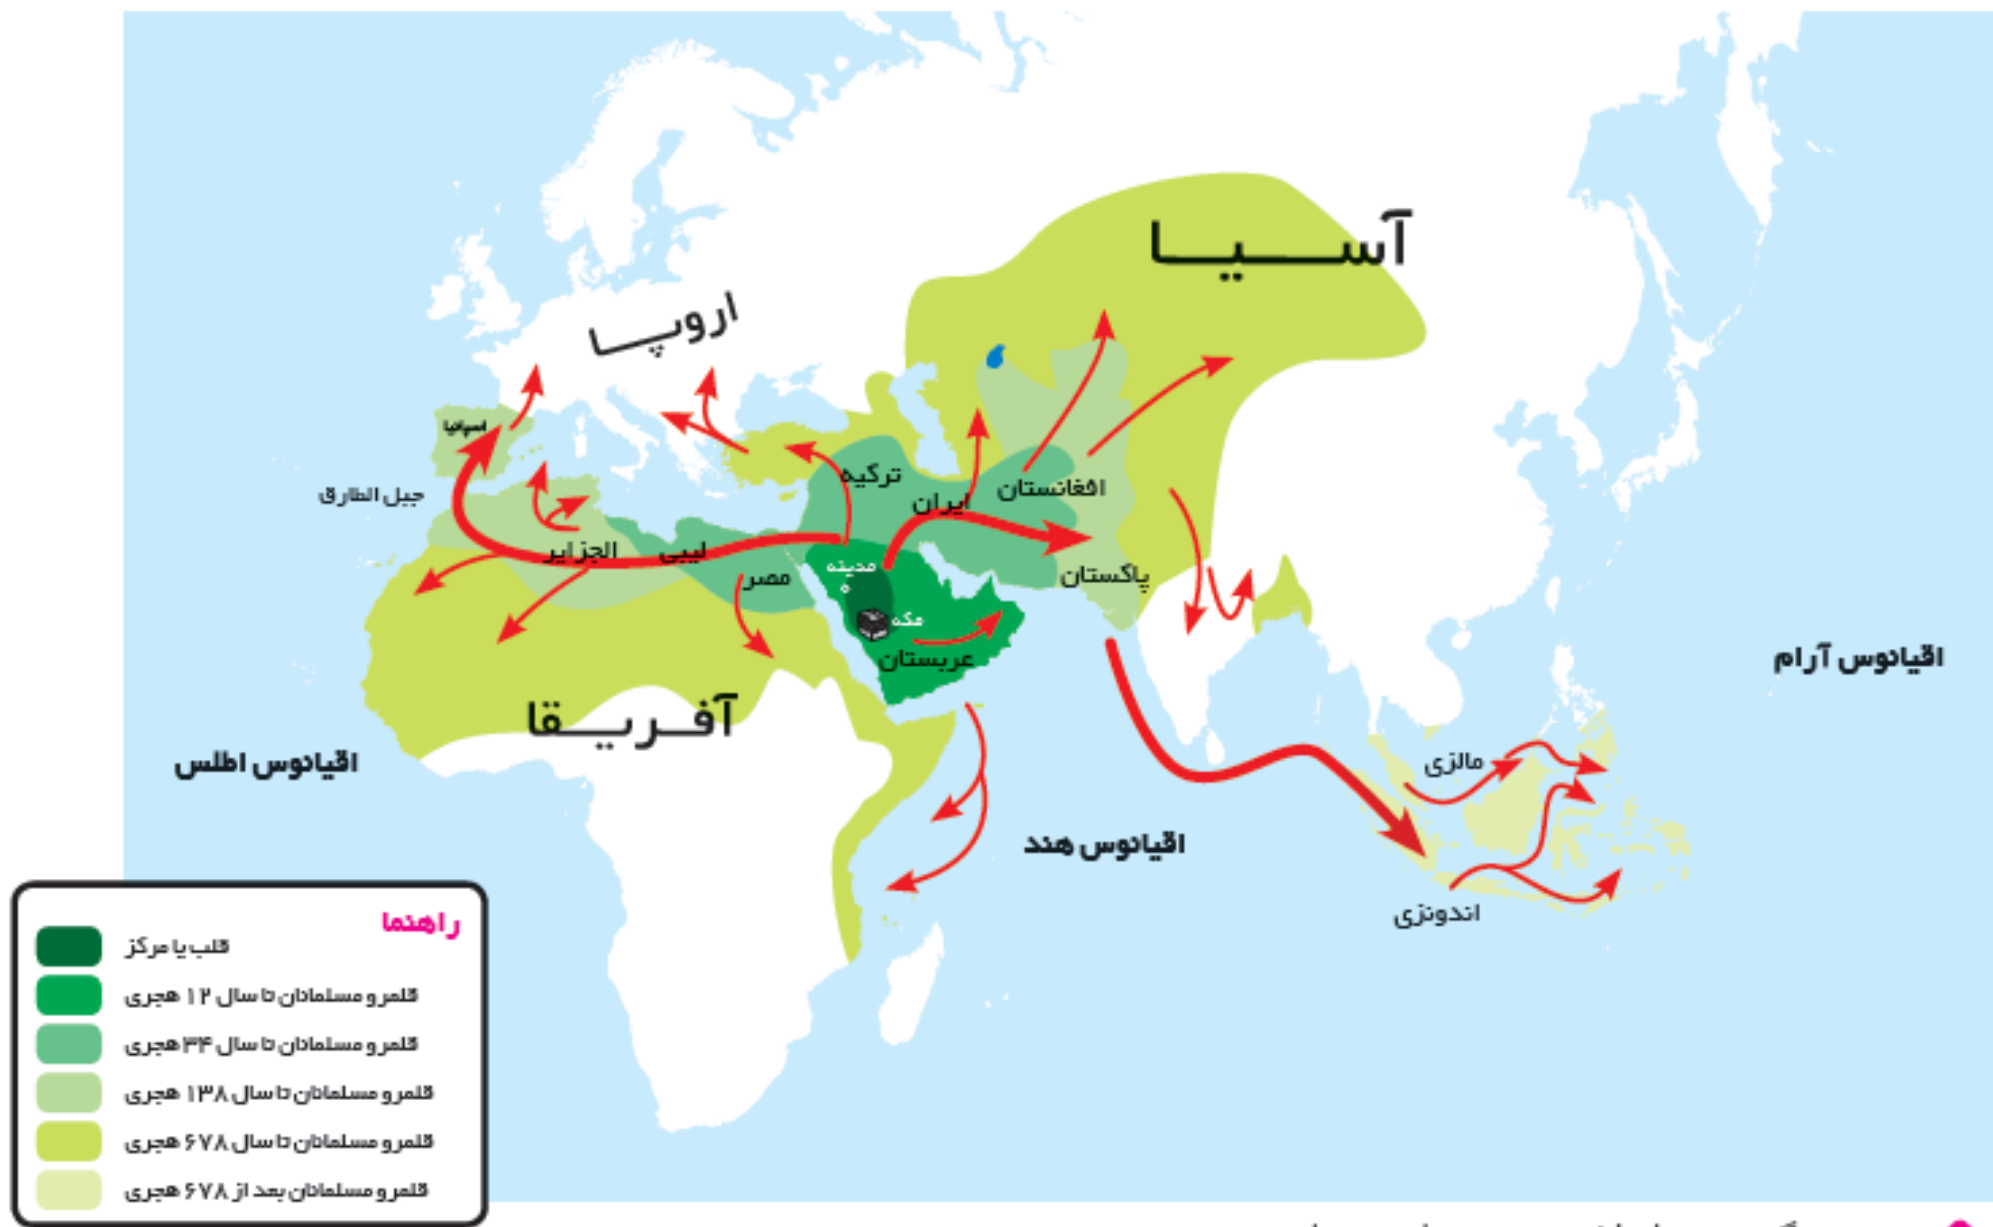 آسیا
اروپا
اسپانیا
جبل الطارق
ترکیه
ایران
افغانستان
الجزایر
لیبی
مصر
مدینه
مکه
عربستان
پاکستان
آفریقا
اقیانوس اطلس
اقیانوس آرام
اقیانوس هند
مالزی
اندونزی
راهنما
قلب یا مرکز
قلمرو مسلمانان تا سال ۱۲ هجری
قلمرو مسلمانان تا سال ۳۴ هجری
قلمرو مسلمانان تا سال ۱۳۸ هجری
قلمرو مسلمانان تا سال ۶۷۸ هجری
قلمرو مسلمانان بعد از ۶۷۸ هجری